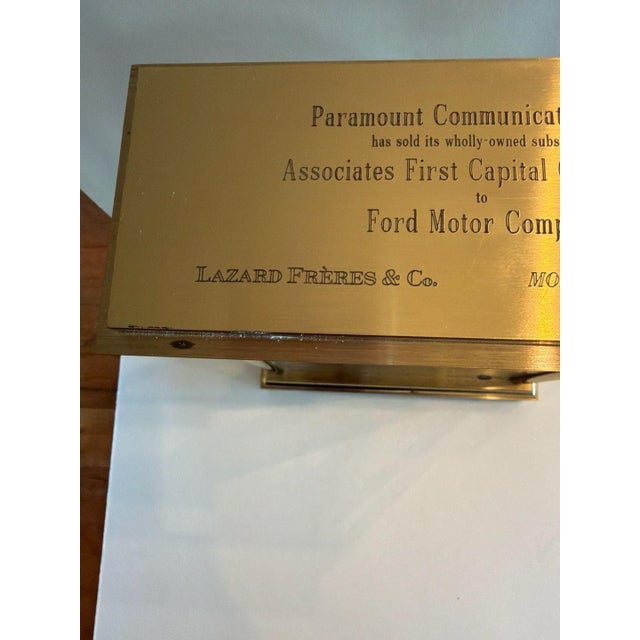 Paramount Communicat
has sold its wholly-owned subs
Associates First Capital
to
Ford Motor Comp
LAZARD FRÈRES & Co. MO